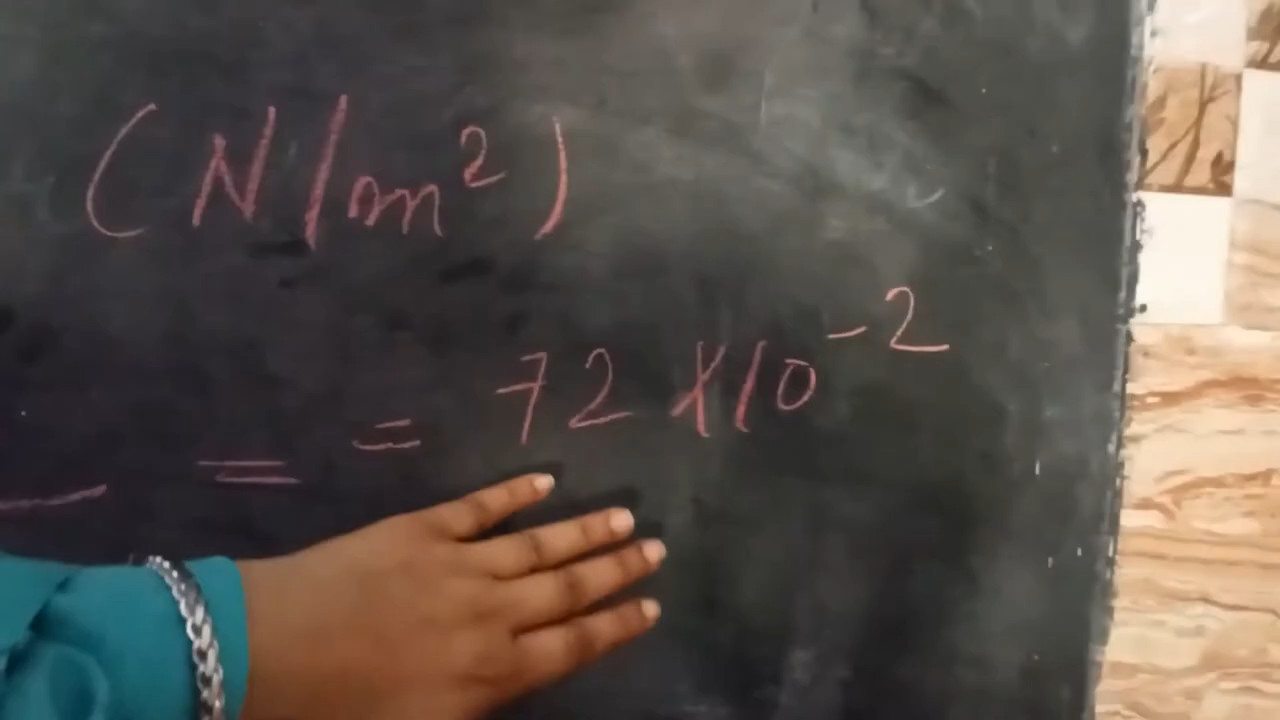 (N/m²)
= = 72 × 10⁻²